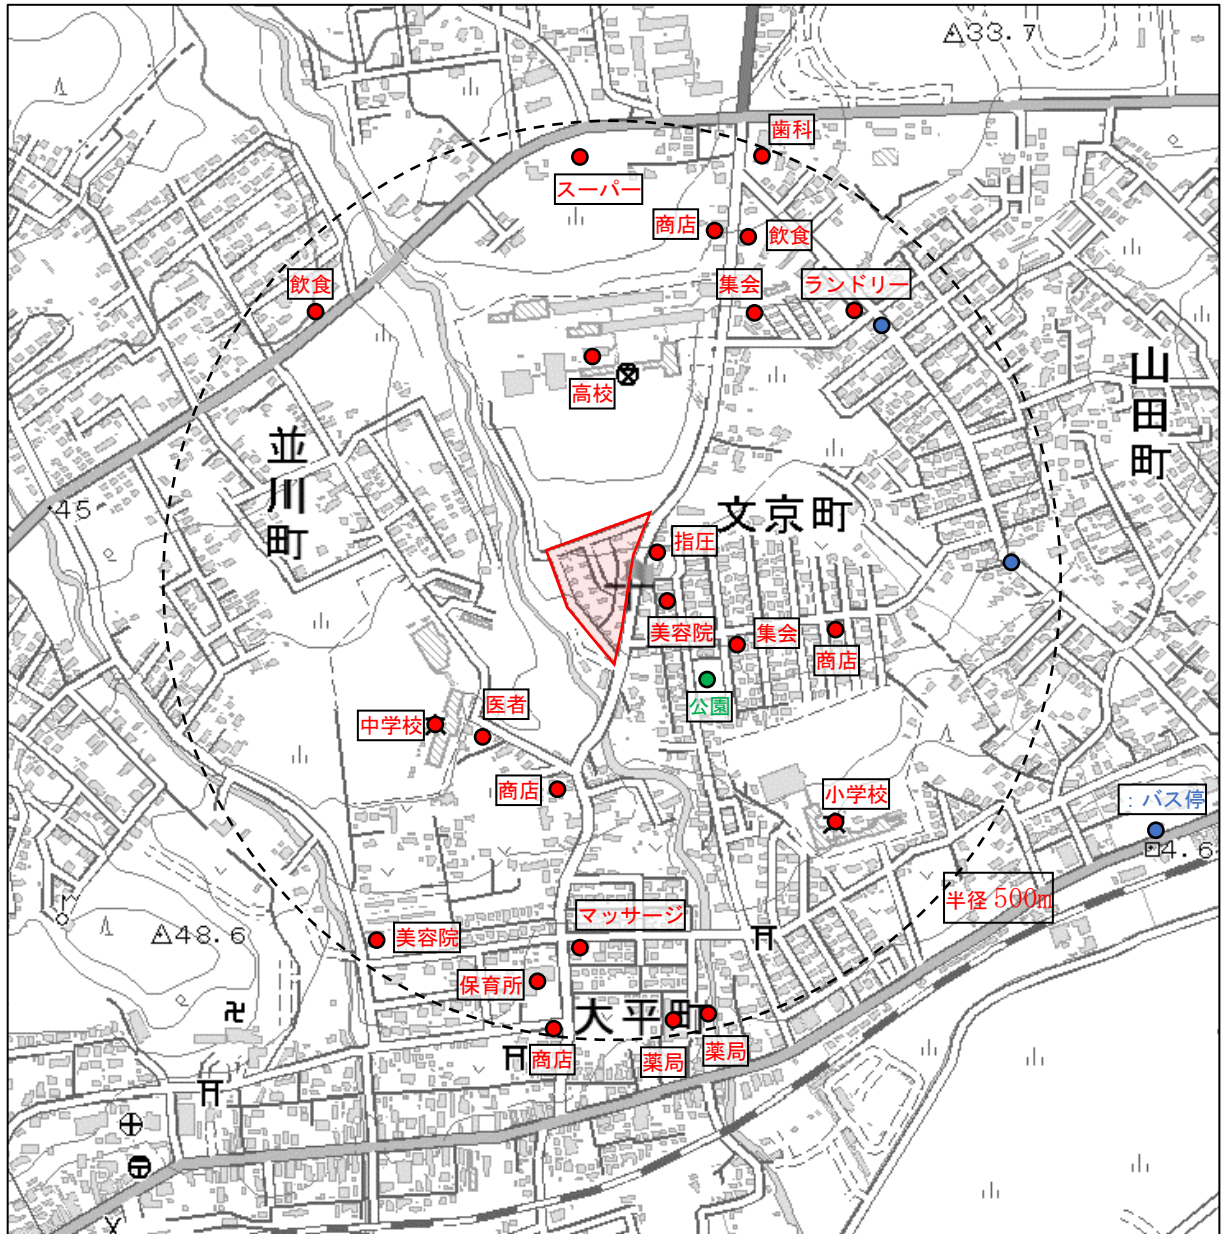 33.7
歯科
スーパー
商店
飲食
飲食
集会
ランドリー
高校
山田町
並川町
45
文京町
指圧
美容院
集会
商店
公園
医者
中学校
商店
小学校
：バス停
4.6
半径500m
マッサージ
美容院
48.6
保育所
大平町
商店
薬局
薬局